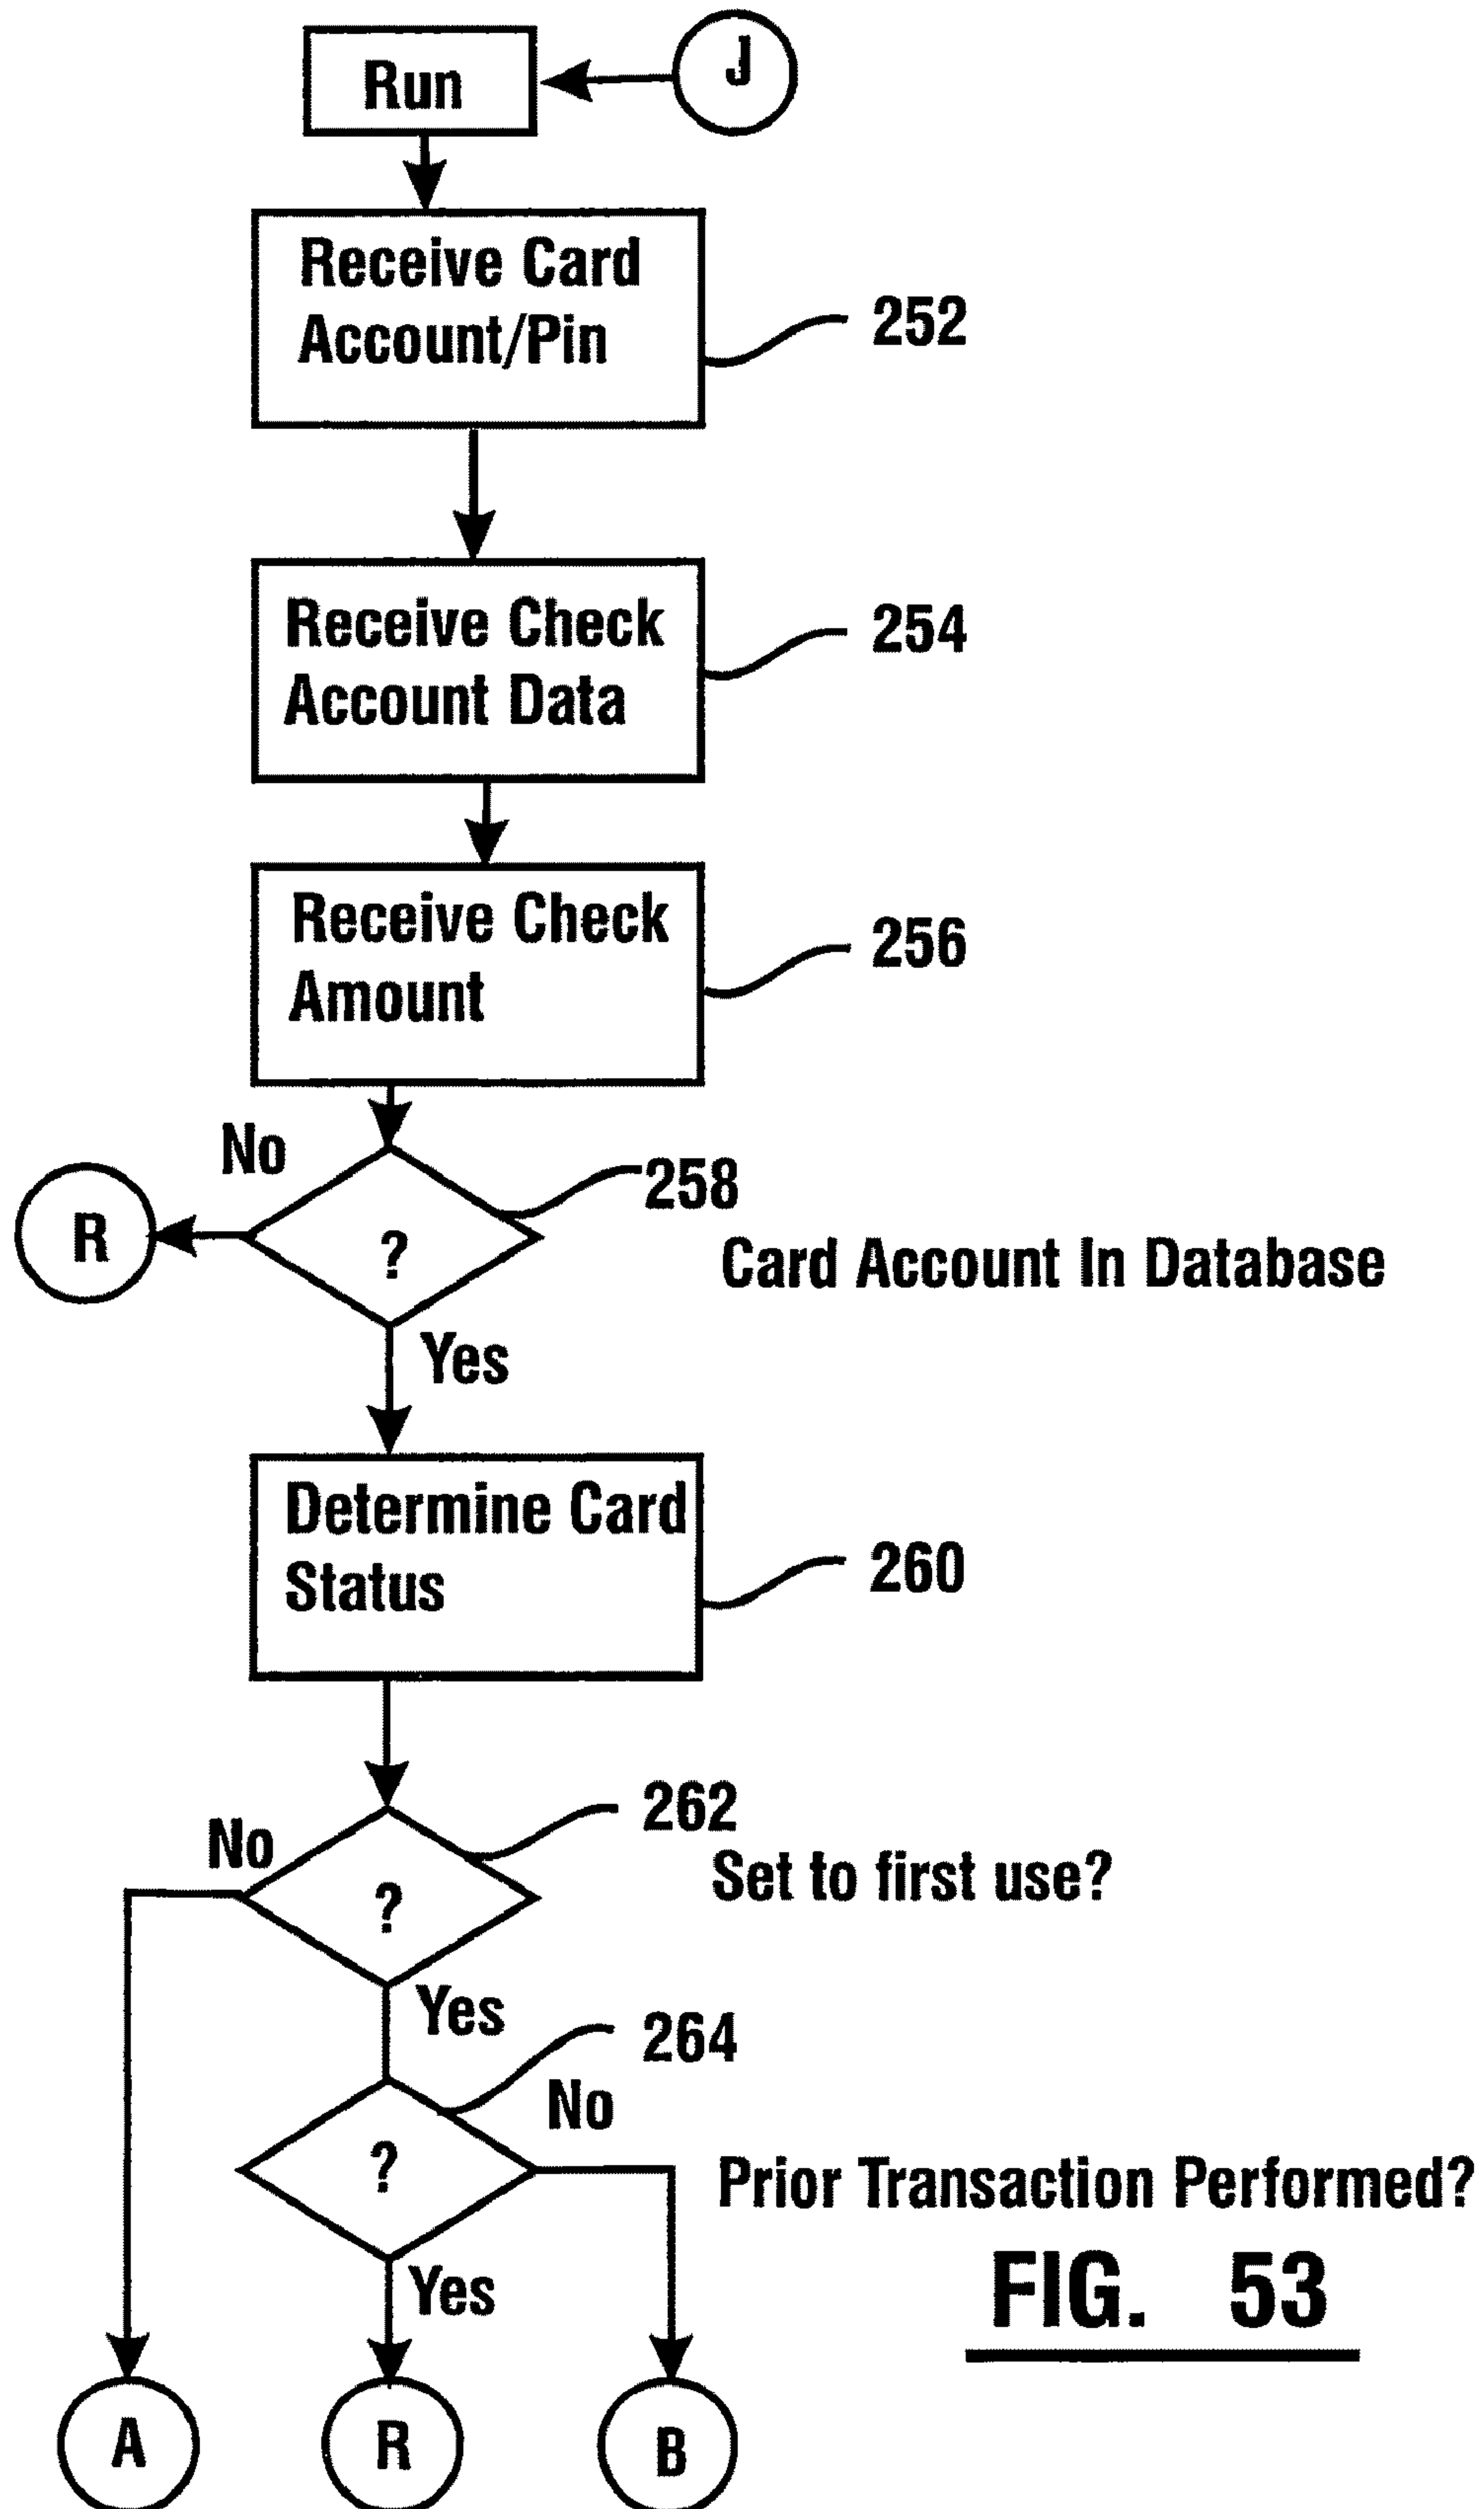 Run
J
Receive Card
Account/Pin
252
Receive Check
Account Data
254
Receive Check
Amount
256
No
258
R
?
Card Account In Database
Yes
Determine Card
Status
260
262
No
Set to first use?
?
Yes
264
No
?
Prior Transaction Performed?
Yes
FIG. 53
A
R
B